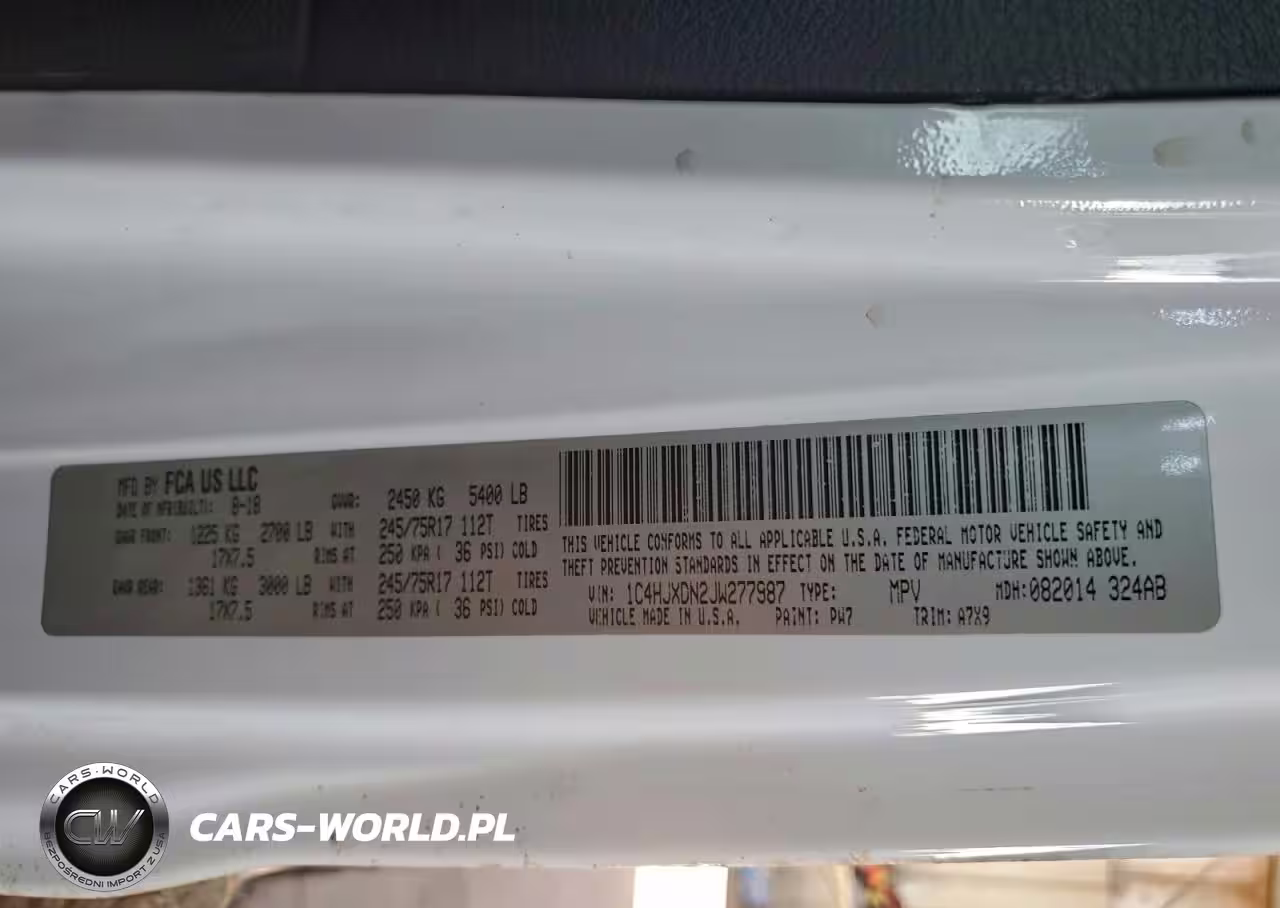 MFD BY FCA US LLC
DATE OF MFR(BUILT): 8-18 GVWR: 2450 KG 5400 LB
GAWR FRONT: 1225 KG 2700 LB WITH 245/75R17 112T TIRES
17X7.5 RIMS AT 250 KPA ( 36 PSI) COLD
GAWR REAR: 1361 KG 3000 LB WITH 245/75R17 112T TIRES
17X7.5 RIMS AT 250 KPA ( 36 PSI) COLD
THIS VEHICLE CONFORMS TO ALL APPLICABLE U.S.A. FEDERAL MOTOR VEHICLE SAFETY AND
THEFT PREVENTION STANDARDS IN EFFECT ON THE DATE OF MANUFACTURE SHOWN ABOVE.
VIN: 1C4HJXDN2JW277987 TYPE: MPV MDH: 082014 324AB
VEHICLE MADE IN U.S.A. PAINT: PW7 TRIM: A7X9
CARS-WORLD
CW
BEZPOŚREDNI IMPORT Z USA
CARS-WORLD.PL